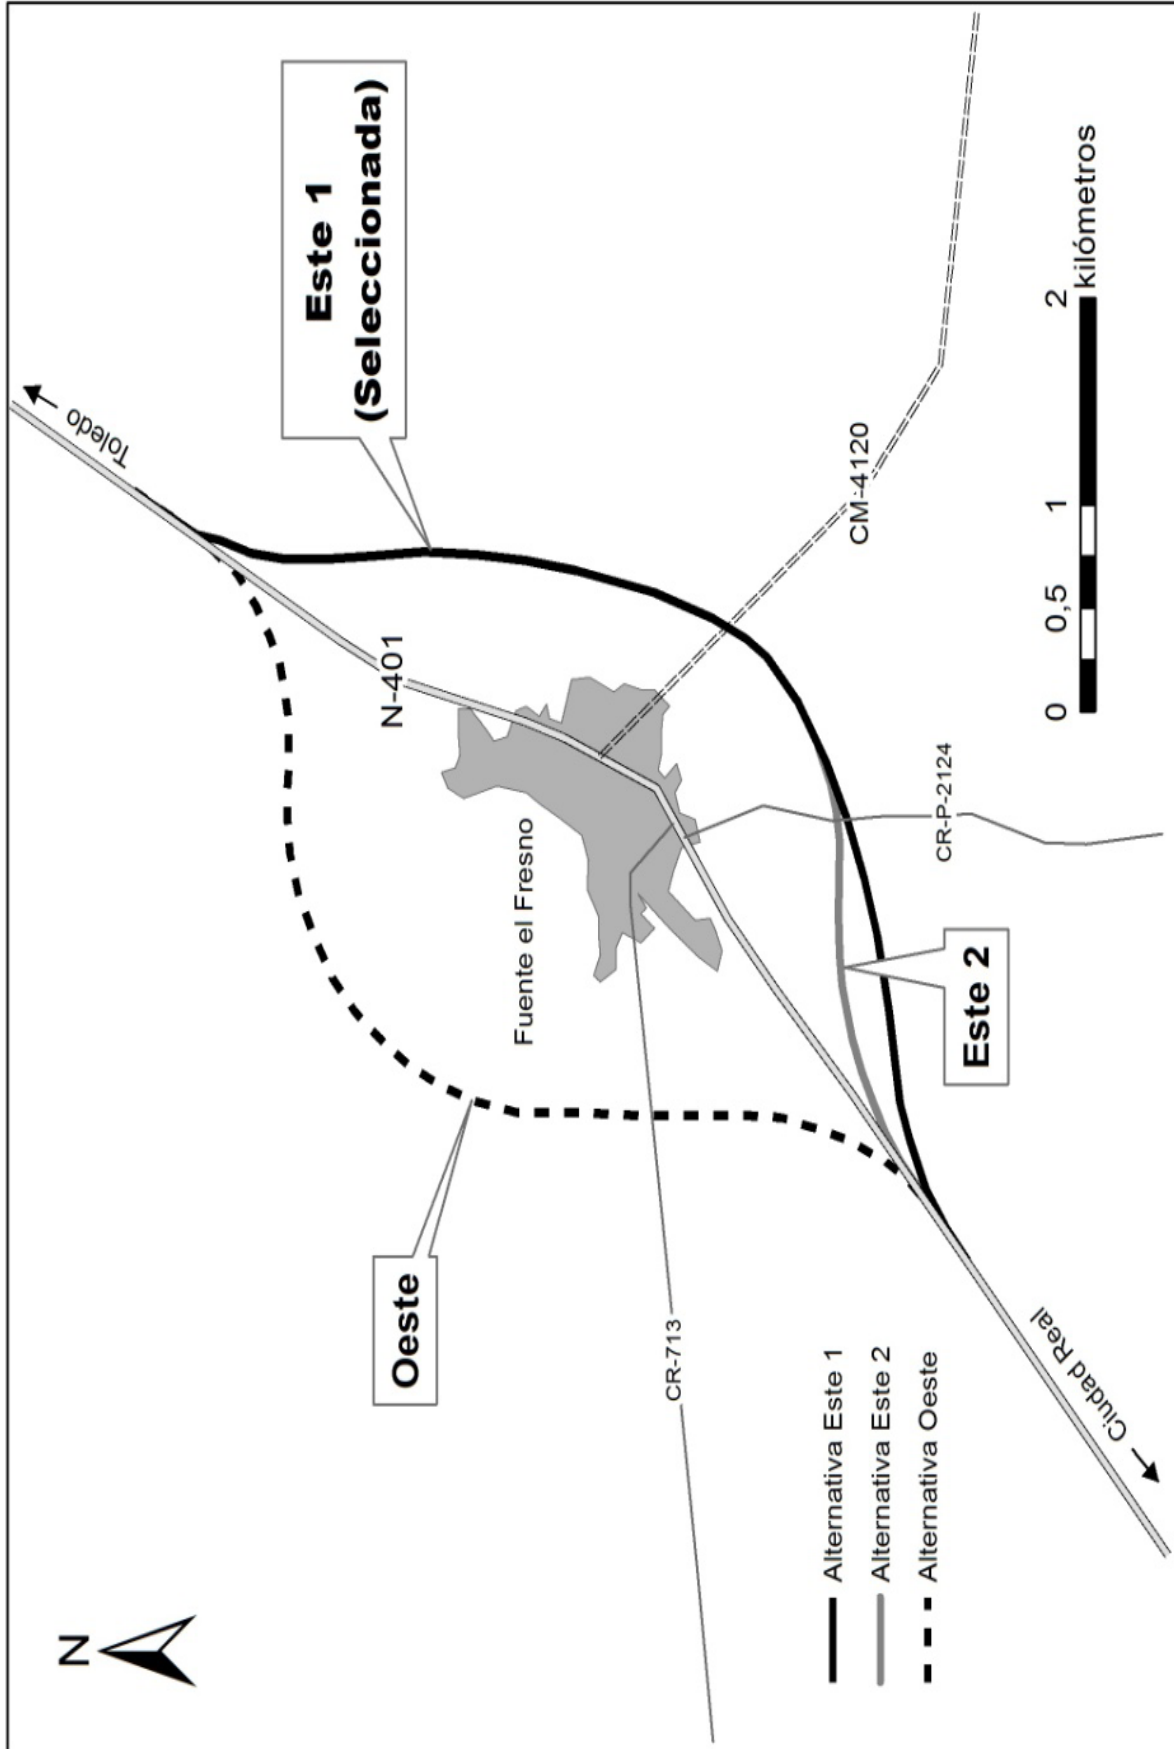 N
Toledo
Este 1
(Seleccionada)
N-401
Oeste
Fuente el Fresno
CM-4120
CR-713
CR-P-2124
Este 2
Alternativa Este 1
Alternativa Este 2
Alternativa Oeste
Ciudad Real
0 0,5 1 2
kilómetros